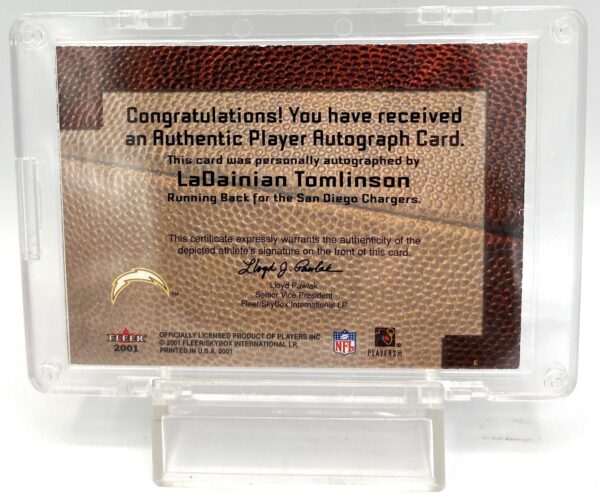 Congratulations! You have received
an Authentic Player Autograph Card.
This card was personally autographed by
LaDainian Tomlinson
Running Back for the San Diego Chargers.
This certificate expressly warrants the authenticity of the
depicted athlete's signature on the front of this card.
Lloyd J. Pawlak
Lloyd Pawlak
Senior Vice President
Fleer/SkyBox International LP
TM
FLEER
2001
OFFICIALLY LICENSED PRODUCT OF PLAYERS INC
© 2001 FLEER/SKYBOX INTERNATIONAL LP.
PRINTED IN U.S.A. 2001
NFL
PLAYERS